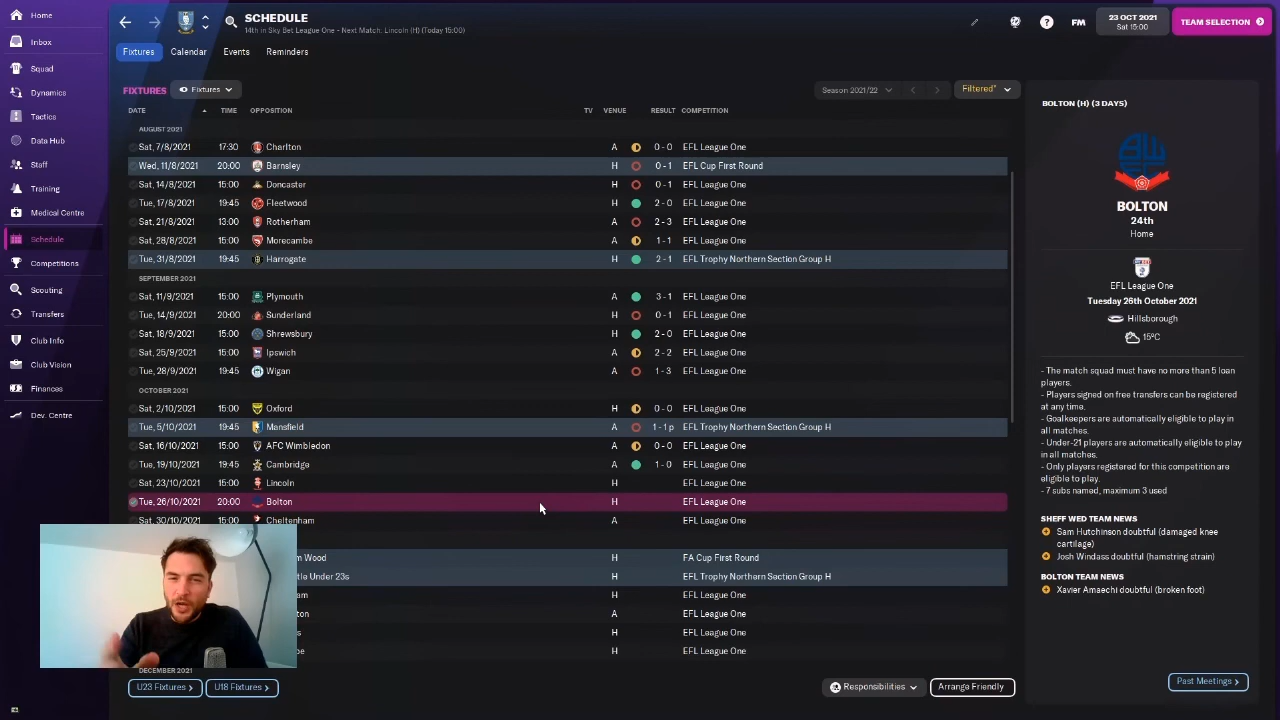 Home
SCHEDULE
14th in Sky Bet League One - Next Match: Lincoln (H) (Today 15:00)
FM
23 OCT 2021
Sat 15:00
TEAM SELECTION
Inbox
Squad
Dynamics
Tactics
Data Hub
Staff
Training
Medical Centre
Schedule
Competitions
Scouting
Transfers
Club Info
Club Vision
Finances
Dev. Centre
Fixtures Calendar Events Reminders
FIXTURES Fixtures Season 2021/22 Filtered*
DATE TIME OPPOSITION TV VENUE RESULT COMPETITION
AUGUST 2021
Sat, 7/8/2021 17:30 Charlton A 0 - 0 EFL League One
Wed, 11/8/2021 20:00 Barnsley H 0 - 1 EFL Cup First Round
Sat, 14/8/2021 15:00 Doncaster H 0 - 1 EFL League One
Tue, 17/8/2021 19:45 Fleetwood H 2 - 0 EFL League One
Sat, 21/8/2021 13:00 Rotherham A 2 - 3 EFL League One
Sat, 28/8/2021 15:00 Morecambe A 1 - 1 EFL League One
Tue, 31/8/2021 19:45 Harrogate H 2 - 1 EFL Trophy Northern Section Group H
SEPTEMBER 2021
Sat, 11/9/2021 15:00 Plymouth A 3 - 1 EFL League One
Tue, 14/9/2021 20:00 Sunderland H 0 - 1 EFL League One
Sat, 18/9/2021 15:00 Shrewsbury H 2 - 0 EFL League One
Sat, 25/9/2021 15:00 Ipswich A 2 - 2 EFL League One
Tue, 28/9/2021 19:45 Wigan A 1 - 3 EFL League One
OCTOBER 2021
Sat, 2/10/2021 15:00 Oxford H 0 - 0 EFL League One
Tue, 5/10/2021 19:45 Mansfield A 1 - 1 p EFL Trophy Northern Section Group H
Sat, 16/10/2021 15:00 AFC Wimbledon A 0 - 0 EFL League One
Tue, 19/10/2021 19:45 Cambridge A 1 - 0 EFL League One
Sat, 23/10/2021 15:00 Lincoln H EFL League One
Tue, 26/10/2021 20:00 Bolton H EFL League One
Sat, 30/10/2021 15:00 Cheltenham A EFL League One
m Wood H FA Cup First Round
tle Under 23s H EFL Trophy Northern Section Group H
am H EFL League One
ton A EFL League One
s H EFL League One
e H EFL League One
DECEMBER 2021
U23 Fixtures > U18 Fixtures > Responsibilities Arrange Friendly
BOLTON (H) (3 DAYS)
BOLTON
24th
Home
EFL League One
Tuesday 26th October 2021
Hillsborough
15°C
- The match squad must have no more than 5 loan
players.
- Players signed on free transfers can be registered
at any time.
- Goalkeepers are automatically eligible to play in
all matches.
- Under-21 players are automatically eligible to play
in all matches.
- Only players registered for this competition are
eligible to play.
- 7 subs named, maximum 3 used
SHEFF WED TEAM NEWS
Sam Hutchinson doubtful (damaged knee
cartilage)
Josh Windass doubtful (hamstring strain)
BOLTON TEAM NEWS
Xavier Amaechi doubtful (broken foot)
Past Meetings >